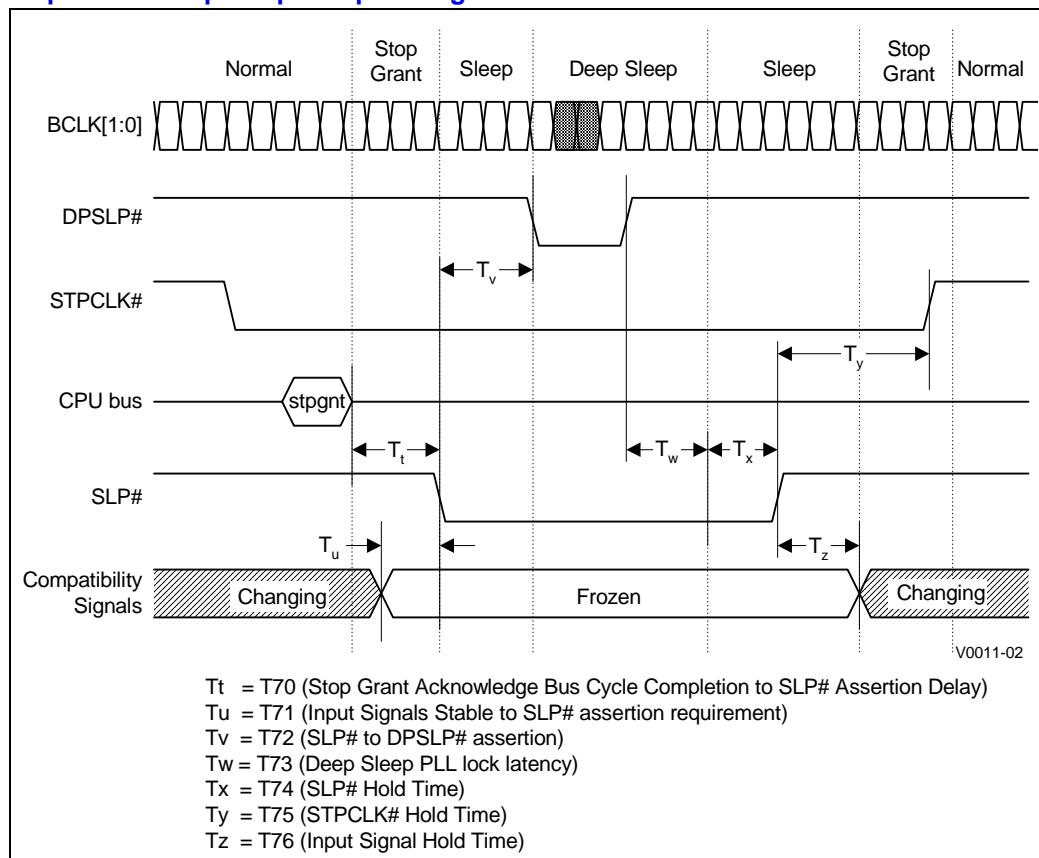 Normal
Stop
Grant
Sleep
Deep Sleep
Sleep
Stop
Grant
Normal
BCLK[1:0]
DPSLP#
Tv
STPCLK#
Ty
CPU bus
stpgnt
Tt
Tw
Tx
SLP#
Tu
Tz
Compatibility
Signals
Changing
Frozen
Changing
V0011-02
Tt = T70 (Stop Grant Acknowledge Bus Cycle Completion to SLP# Assertion Delay)
Tu = T71 (Input Signals Stable to SLP# assertion requirement)
Tv = T72 (SLP# to DPSLP# assertion)
Tw = T73 (Deep Sleep PLL lock latency)
Tx = T74 (SLP# Hold Time)
Ty = T75 (STPCLK# Hold Time)
Tz = T76 (Input Signal Hold Time)